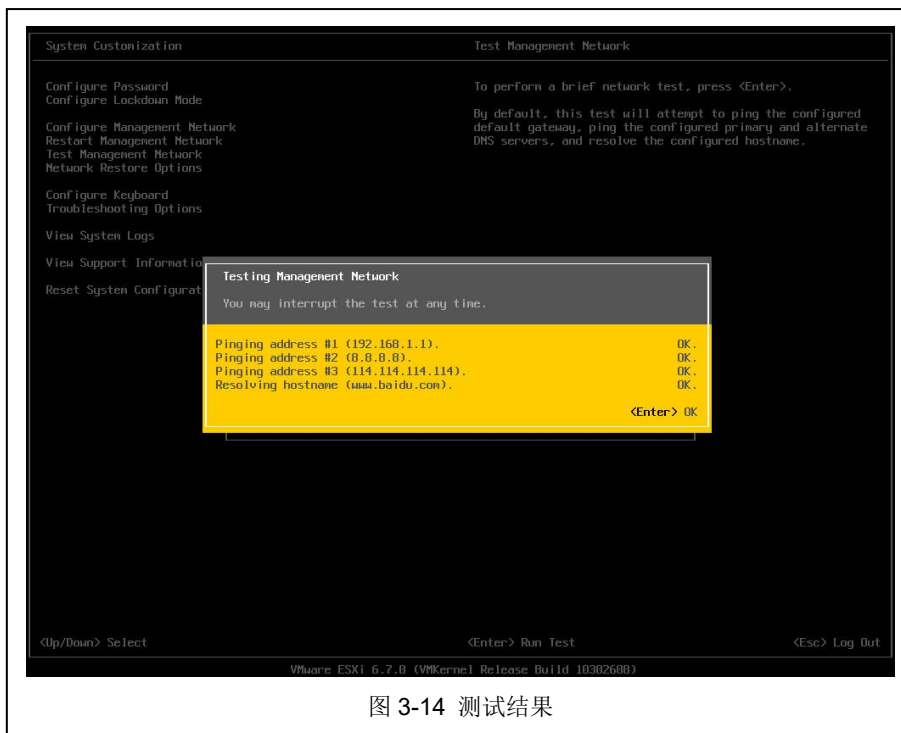 System Customization
Test Management Network
Configure Password
Configure Lockdown Mode
Configure Management Network
Restart Management Network
Test Management Network
Network Restore Options
Configure Keyboard
Troubleshooting Options
View System Logs
View Support Informatio
Reset System Configurat
To perform a brief network test, press <Enter>.
By default, this test will attempt to ping the configured
default gateway, ping the configured primary and alternate
DNS servers, and resolve the configured hostname.
Testing Management Network
You may interrupt the test at any time.
Pinging address #1 (192.168.1.1). OK.
Pinging address #2 (8.8.8.8). OK.
Pinging address #3 (114.114.114.114). OK.
Resolving hostname (www.baidu.com). OK.
<Enter> OK
<Up/Down> Select
<Enter> Run Test
<Esc> Log Out
VMware ESXi 6.7.0 (VMKernel Release Build 10302608)
图 3-14 测试结果